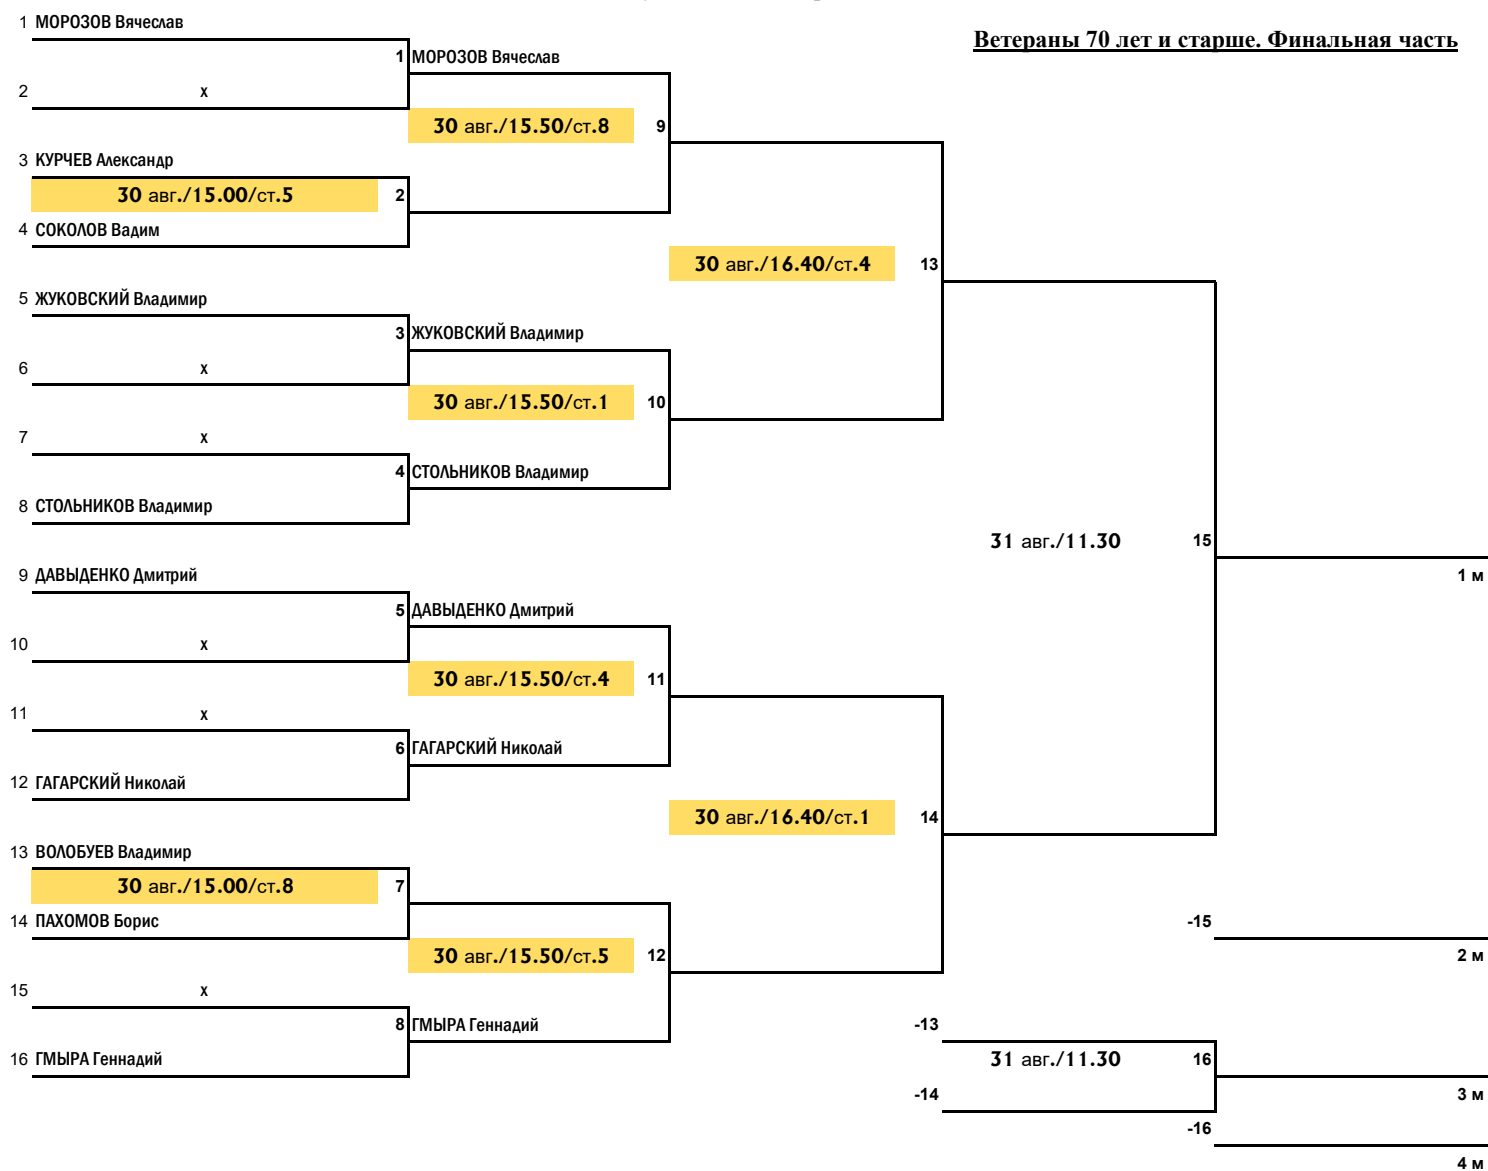 1 МОРОЗОВ Вячеслав
Ветераны 70 лет и старше. Финальная часть
1 МОРОЗОВ Вячеслав
2 х
30 авг./15.50/ст.8 9
3 КУРЧЕВ Александр
30 авг./15.00/ст.5 2
4 СОКОЛОВ Вадим
30 авг./16.40/ст.4 13
5 ЖУКОВСКИЙ Владимир
3 ЖУКОВСКИЙ Владимир
6 х
30 авг./15.50/ст.1 10
7 х
4 СТОЛЬНИКОВ Владимир
8 СТОЛЬНИКОВ Владимир
31 авг./11.30 15
9 ДАВЫДЕНКО Дмитрий
1 м
5 ДАВЫДЕНКО Дмитрий
10 х
30 авг./15.50/ст.4 11
11 х
6 ГАГАРСКИЙ Николай
12 ГАГАРСКИЙ Николай
30 авг./16.40/ст.1 14
13 ВОЛОБУЕВ Владимир
30 авг./15.00/ст.8 7
14 ПАХОМОВ Борис
-15
30 авг./15.50/ст.5 12
2 м
15 х
8 ГМЫРА Геннадий
-13
16 ГМЫРА Геннадий
31 авг./11.30 16
-14
3 м
-16
4 м